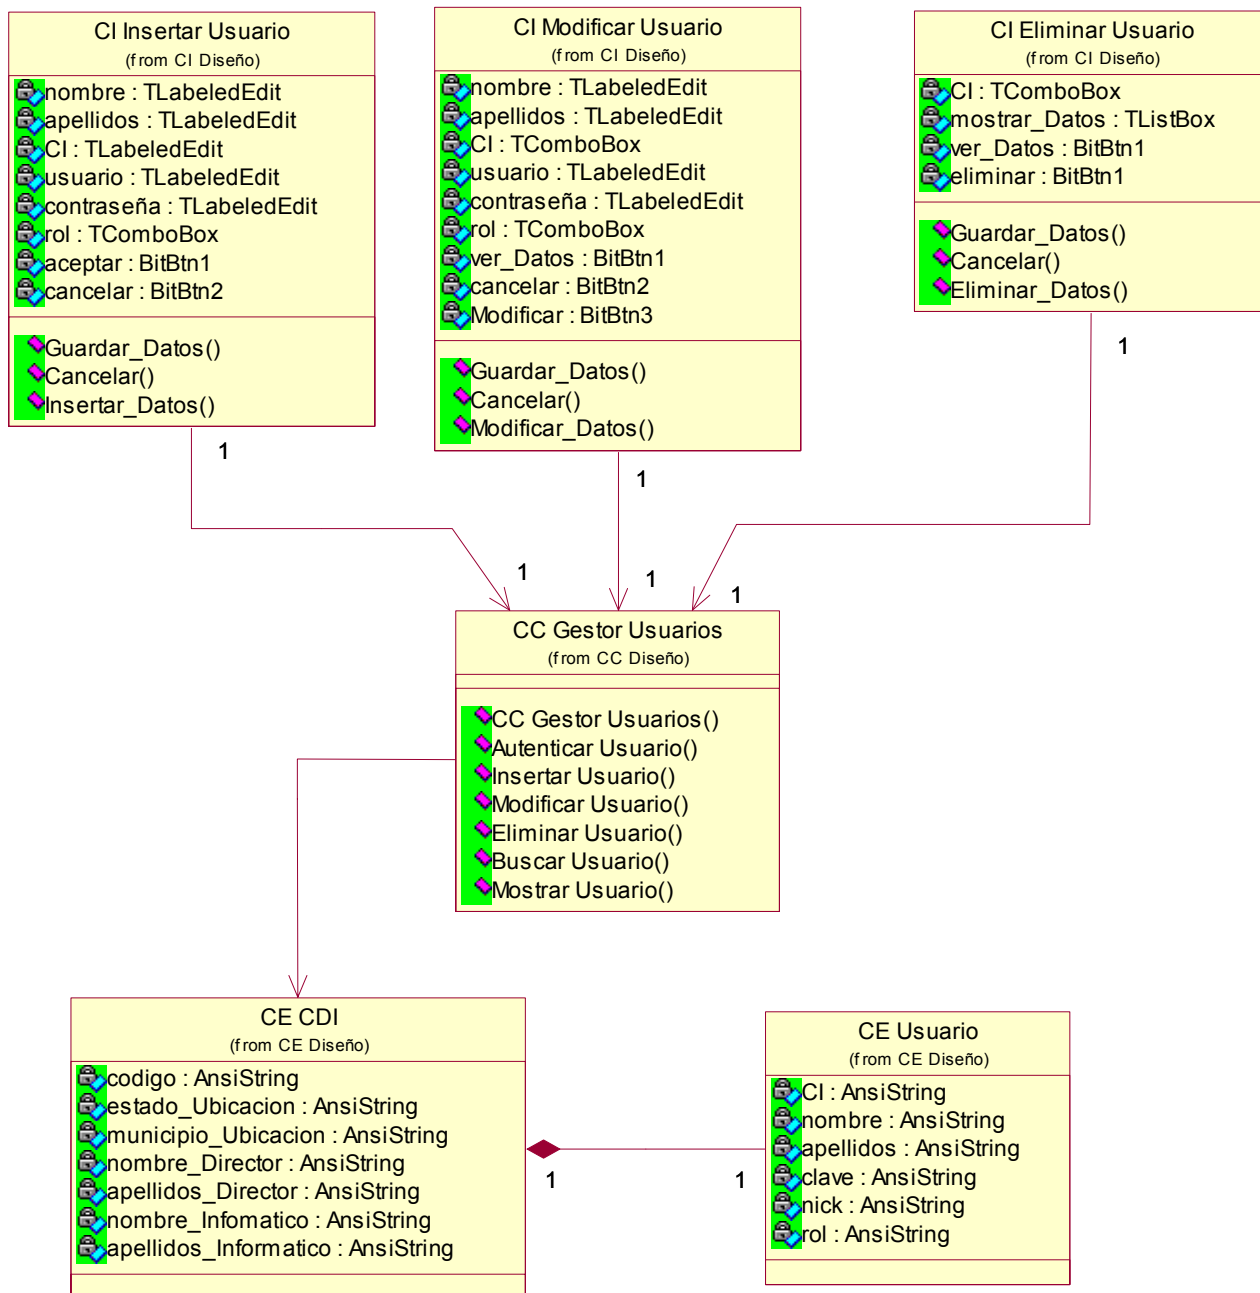 CI Insertar Usuario
(from CI Diseño)
nombre : TLabeledEdit
apellidos : TLabeledEdit
CI : TLabeledEdit
usuario : TLabeledEdit
contraseña : TLabeledEdit
rol : TComboBox
aceptar : BitBtn1
cancelar : BitBtn2
Guardar_Datos()
Cancelar()
Insertar_Datos()
CI Modificar Usuario
(from CI Diseño)
nombre : TLabeledEdit
apellidos : TLabeledEdit
CI : TComboBox
usuario : TLabeledEdit
contraseña : TLabeledEdit
rol : TComboBox
ver_Datos : BitBtn1
cancelar : BitBtn2
Modificar : BitBtn3
Guardar_Datos()
Cancelar()
Modificar_Datos()
CI Eliminar Usuario
(from CI Diseño)
CI : TComboBox
mostrar_Datos : TListBox
ver_Datos : BitBtn1
eliminar : BitBtn1
Guardar_Datos()
Cancelar()
Eliminar_Datos()
1
1
1
1
1
1
CC Gestor Usuarios
(from CC Diseño)
CC Gestor Usuarios()
Autenticar Usuario()
Insertar Usuario()
Modificar Usuario()
Eliminar Usuario()
Buscar Usuario()
Mostrar Usuario()
CE CDI
(from CE Diseño)
codigo : AnsiString
estado_Ubicacion : AnsiString
municipio_Ubicacion : AnsiString
nombre_Director : AnsiString
apellidos_Director : AnsiString
nombre_Infomatico : AnsiString
apellidos_Informatico : AnsiString
1
1
CE Usuario
(from CE Diseño)
CI : AnsiString
nombre : AnsiString
apellidos : AnsiString
clave : AnsiString
nick : AnsiString
rol : AnsiString